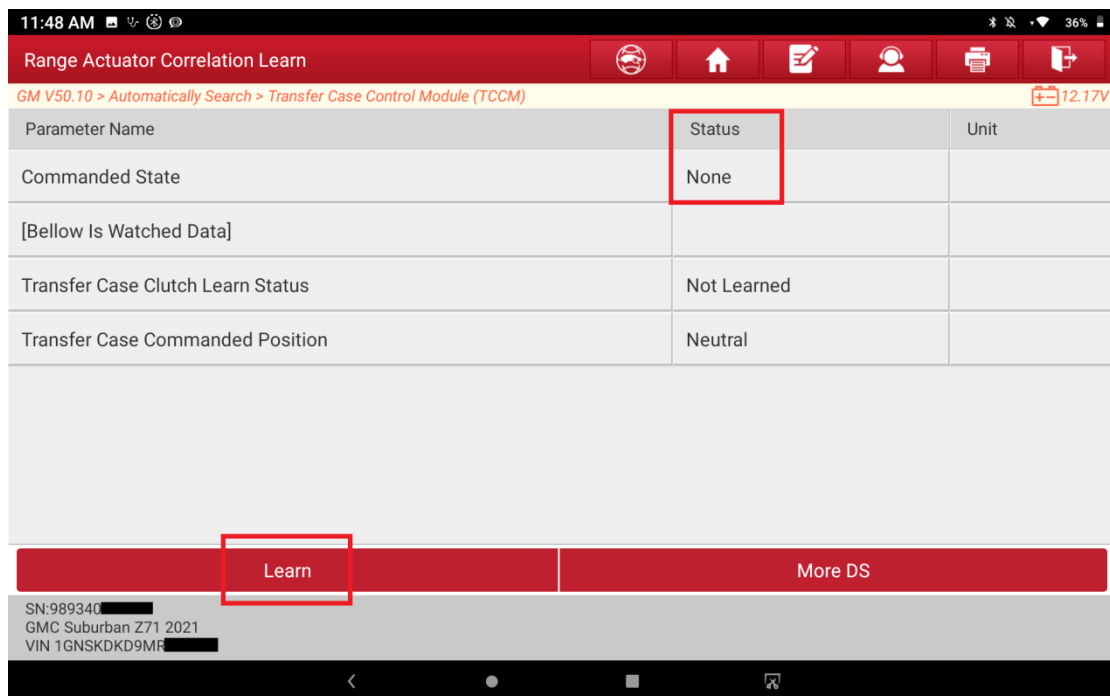 11:48 AM 36%
Range Actuator Correlation Learn
GM V50.10 > Automatically Search > Transfer Case Control Module (TCCM) 12.17V
Parameter Name Status Unit
Commanded State None
[Bellow Is Watched Data]
Transfer Case Clutch Learn Status Not Learned
Transfer Case Commanded Position Neutral
Learn More DS
SN:989340
GMC Suburban Z71 2021
VIN 1GNSKDKD9MR